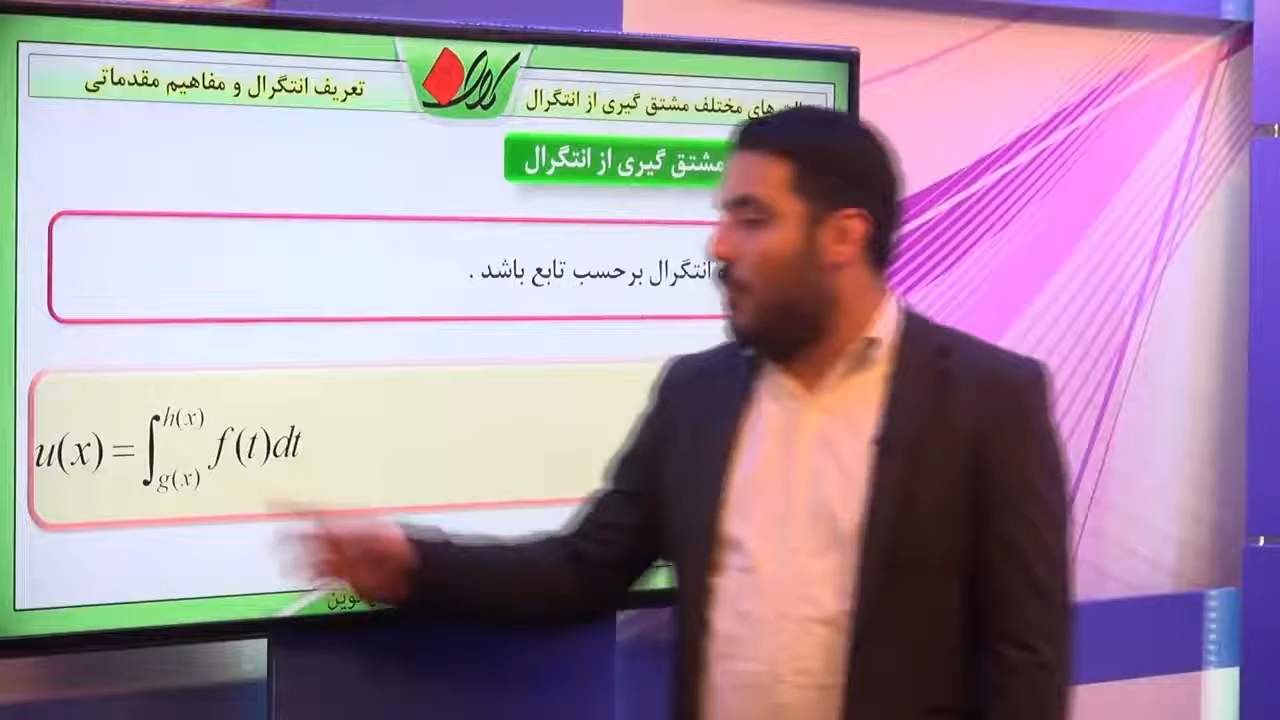 های مختلف مشتق گیری از انتگرال
تعریف انتگرال و مفاهیم مقدماتی
مشتق گیری از انتگرال
انتگرال برحسب تابع باشد .
u(x) = ∫_{g(x)}^{h(x)} f(t)dt